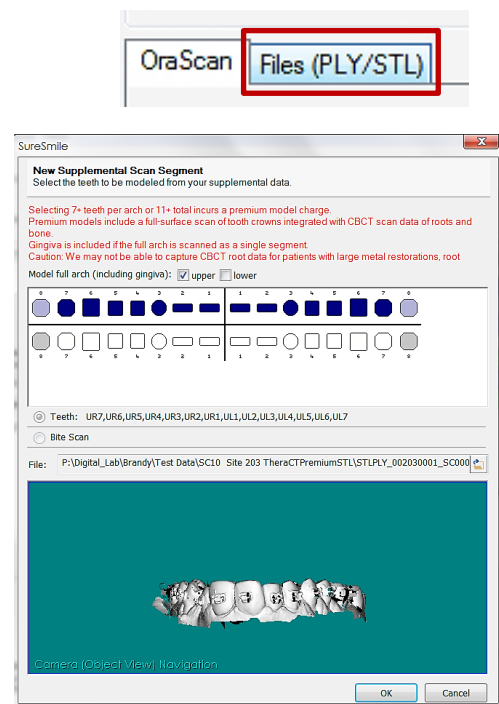 OraScan Files (PLY/STL)
SureSmile
X
New Supplemental Scan Segment
Select the teeth to be modeled from your supplemental data.
Selecting 7+ teeth per arch or 11+ total incurs a premium model charge.
Premium models include a full-surface scan of tooth crowns integrated with CBCT scan data of roots and
bone.
Gingiva is included if the full arch is scanned as a single segment.
Caution: We may not be able to capture CBCT root data for patients with large metal restorations, root
Model full arch (including gingiva): upper lower
8 7 6 5 4 3 2 1 1 2 3 4 5 6 7 8
8 7 6 5 4 3 2 1 1 2 3 4 5 6 7 8
Teeth: UR7,UR6,UR5,UR4,UR3,UR2,UR1,UL1,UL2,UL3,UL4,UL5,UL6,UL7
Bite Scan
File: P:\Digital_Lab\Brandy\Test Data\SC10 Site 203 TheraCTPremiumSTL\STLPLY_002030001_SC000
Camera (Object View) Navigation
OK Cancel